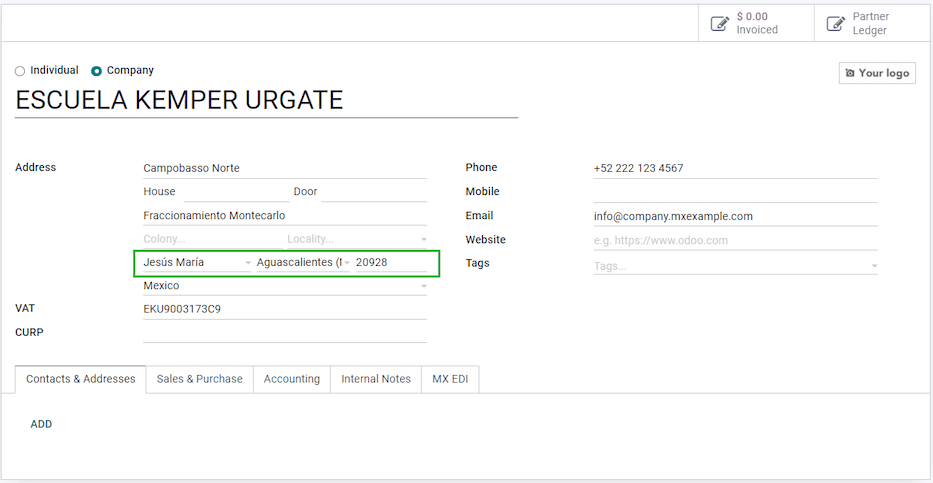 $ 0.00
Invoiced
Partner
Ledger
Individual Company
Your logo
ESCUELA KEMPER URGATE
Address Campobasso Norte
House Door
Fraccionamiento Montecarlo
Colony... Locality...
Jesús María Aguascalientes ( 20928
Mexico
VAT EKU9003173C9
CURP
Phone +52 222 123 4567
Mobile
Email info@company.mxexample.com
Website e.g. https://www.odoo.com
Tags Tags...
Contacts & Addresses Sales & Purchase Accounting Internal Notes MX EDI
ADD